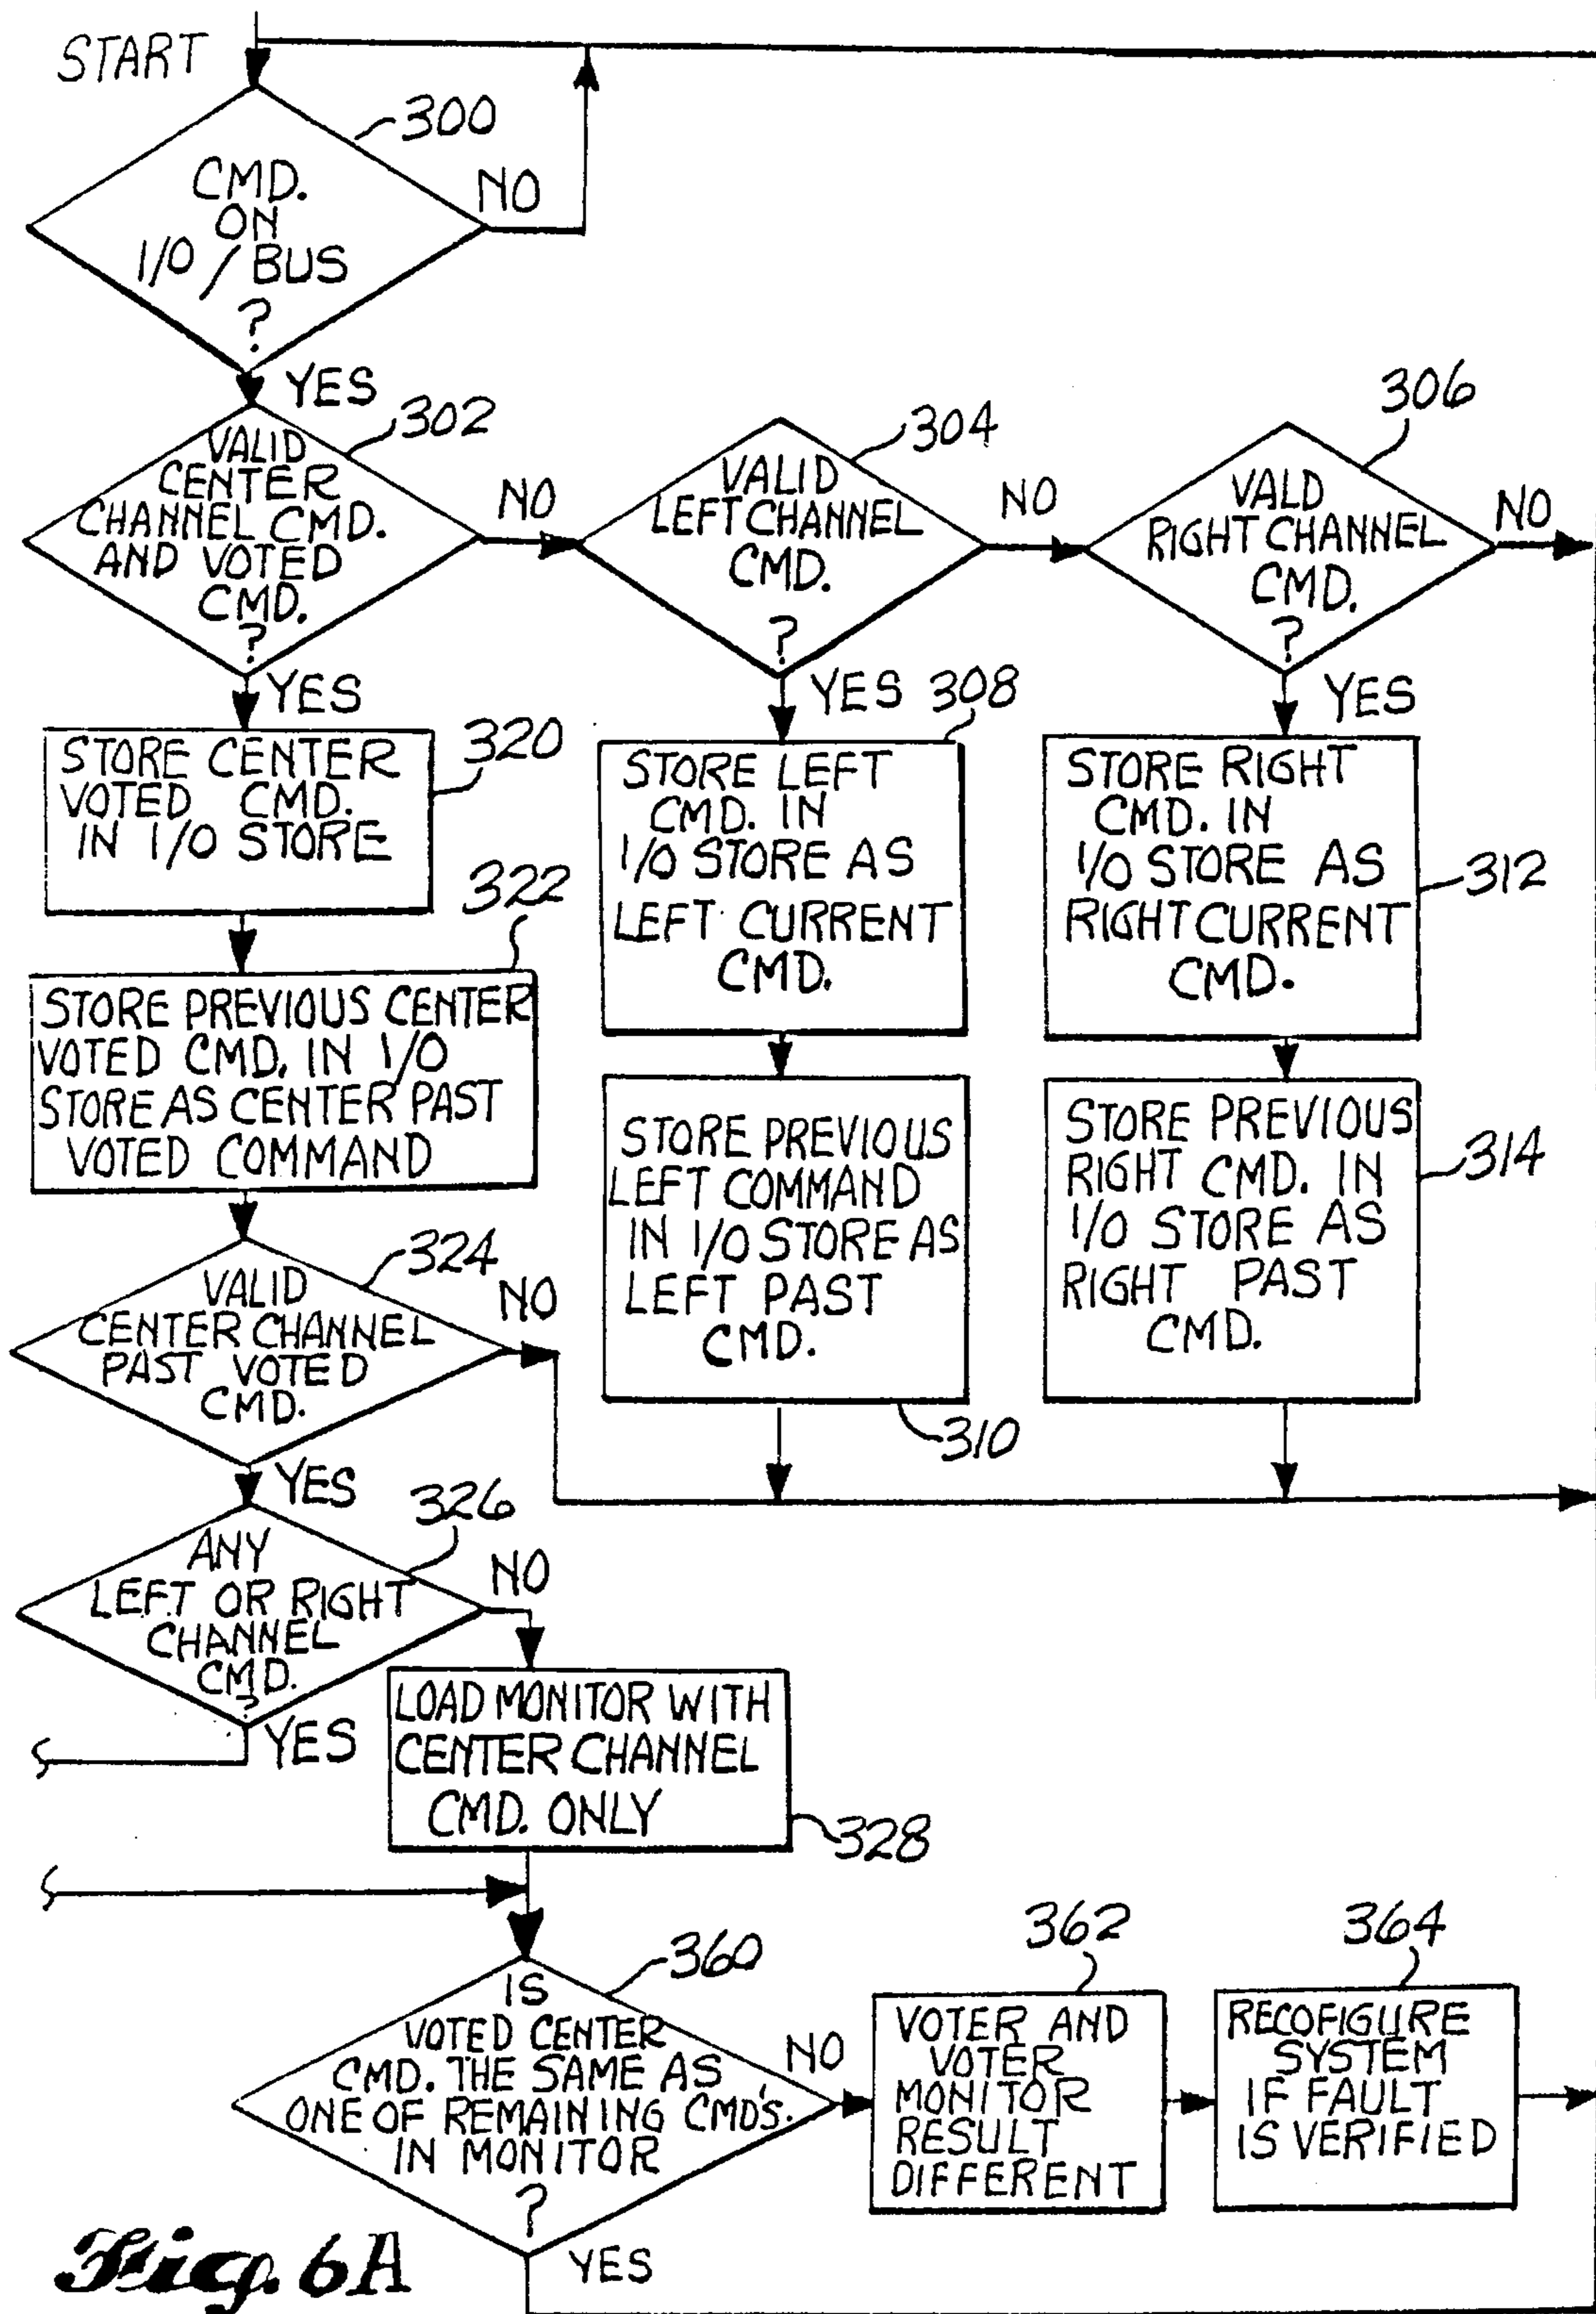 START
300
CMD.
ON
I/O / BUS
?
NO
YES
302
VALID
CENTER
CHANNEL CMD.
AND VOTED
CMD.
?
NO
304
VALID
LEFT CHANNEL
CMD.
?
NO
306
VALD
RIGHT CHANNEL
CMD.
?
NO
YES
YES 308
YES
STORE CENTER
VOTED CMD.
IN I/O STORE
320
STORE LEFT
CMD. IN
I/O STORE AS
LEFT CURRENT
CMD.
STORE RIGHT
CMD. IN
I/O STORE AS
RIGHT CURRENT
CMD.
312
322
STORE PREVIOUS CENTER
VOTED CMD. IN I/O
STORE AS CENTER PAST
VOTED COMMAND
STORE PREVIOUS
LEFT COMMAND
IN I/O STORE AS
LEFT PAST
CMD.
310
STORE PREVIOUS
RIGHT CMD. IN
I/O STORE AS
RIGHT PAST
CMD.
314
324
VALID
CENTER CHANNEL
PAST VOTED
CMD.
NO
YES
326
ANY
LEFT OR RIGHT
CHANNEL
CMD.
?
NO
YES
LOAD MONITOR WITH
CENTER CHANNEL
CMD. ONLY
328
360
IS
VOTED CENTER
CMD. THE SAME AS
ONE OF REMAINING CMD'S.
IN MONITOR
?
NO
YES
362
VOTER AND
VOTER
MONITOR
RESULT
DIFFERENT
364
RECOFIGURE
SYSTEM
IF FAULT
IS VERIFIED
Fig. 6A